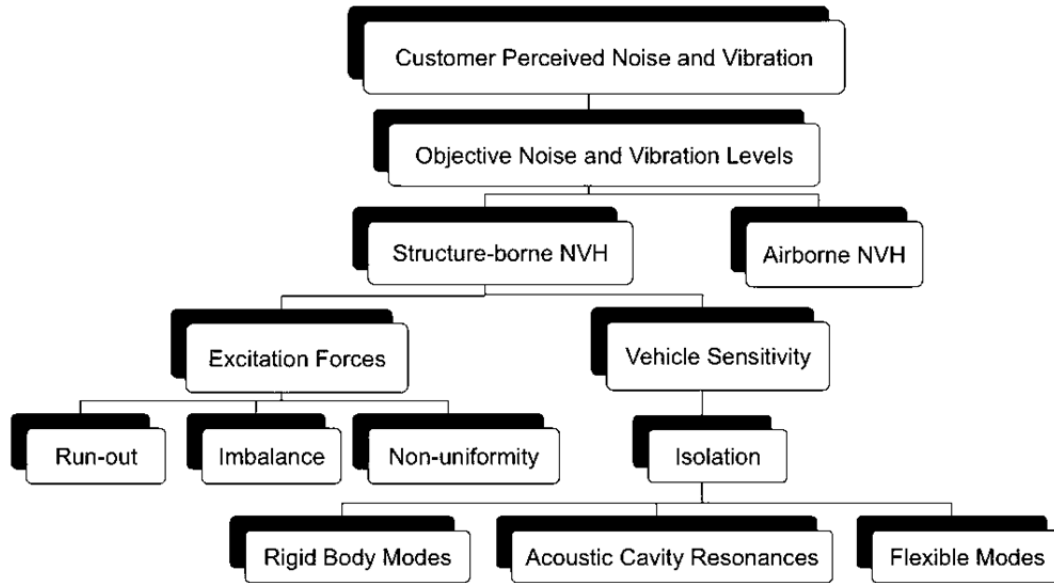 Customer Perceived Noise and Vibration
Objective Noise and Vibration Levels
Structure-borne NVH
Airborne NVH
Excitation Forces
Vehicle Sensitivity
Run-out
Imbalance
Non-uniformity
Isolation
Rigid Body Modes
Acoustic Cavity Resonances
Flexible Modes